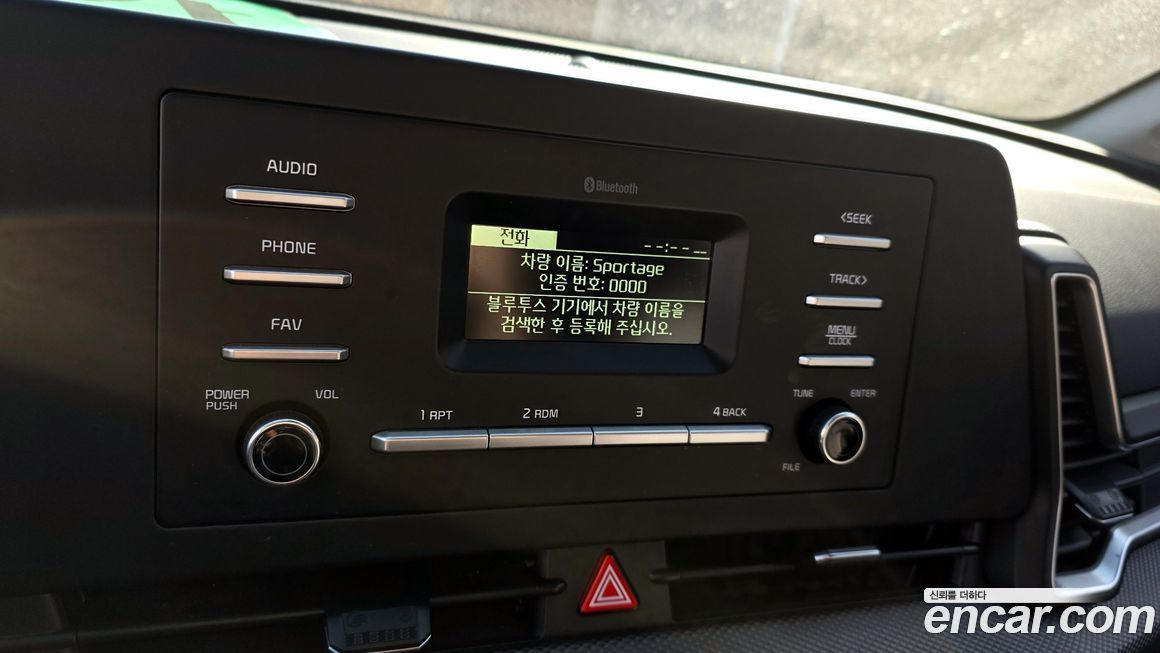 Bluetooth
AUDIO
<SEEK
전화
--:-- --
차량 이름: Sportage
PHONE
인증 번호: 0000
TRACK>
블루투스 기기에서 차량 이름을
검색한 후 등록해 주십시오.
FAV
MENU
CLOCK
POWER
PUSH
VOL
TUNE
ENTER
1 RPT
2 RDM
3
4 BACK
FILE
신뢰를 더하다
encar.com